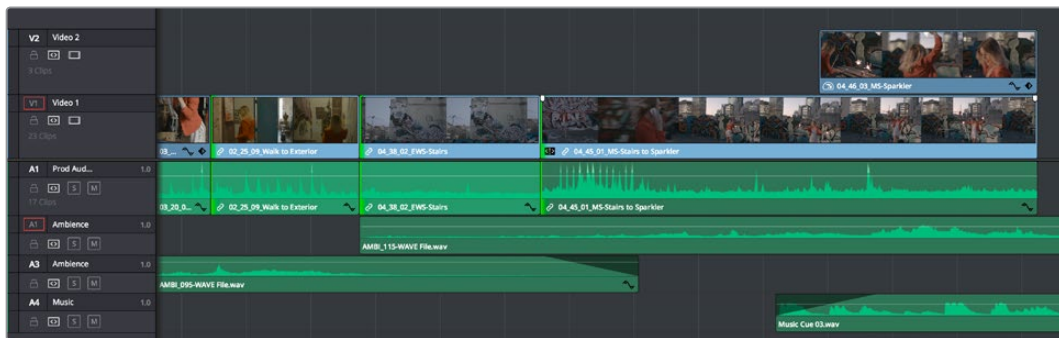 V2 Video 2
9 Clips
04_46_03_MS-Sparkler
V1 Video 1
23 Clips
03_...
02_25_09_Walk to Exterior
04_38_02_EWS-Stairs
04_45_01_MS-Stairs to Sparkler
A1 Prod Aud... 1.0
S M
17 Clips
03_20_0...
02_25_09_Walk to Exterior
04_38_02_EWS-Stairs
04_45_01_MS-Stairs to Sparkler
A1 Ambience 1.0
S M
AMBI_115-WAVE File.wav
A3 Ambience 1.0
S M
AMBI_095-WAVE File.wav
A4 Music 1.0
S M
Music Cue 03.wav